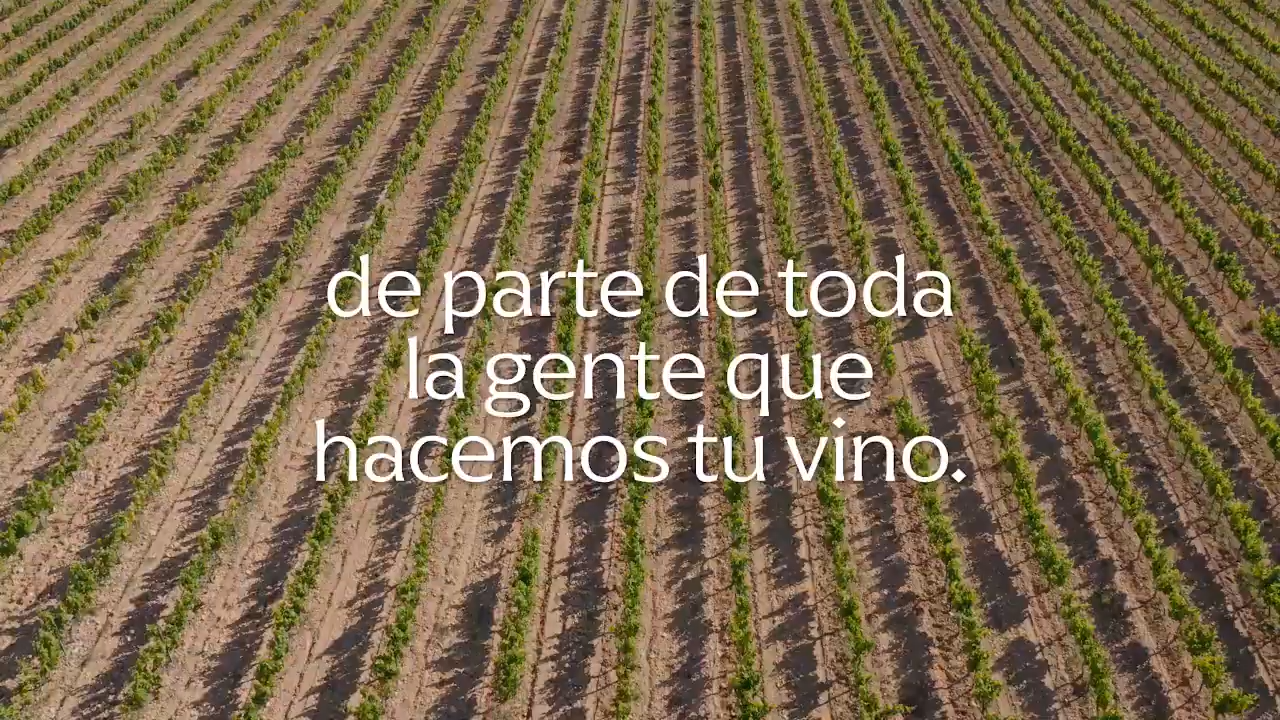 de parte de toda
la gente que
hacemos tu vino.